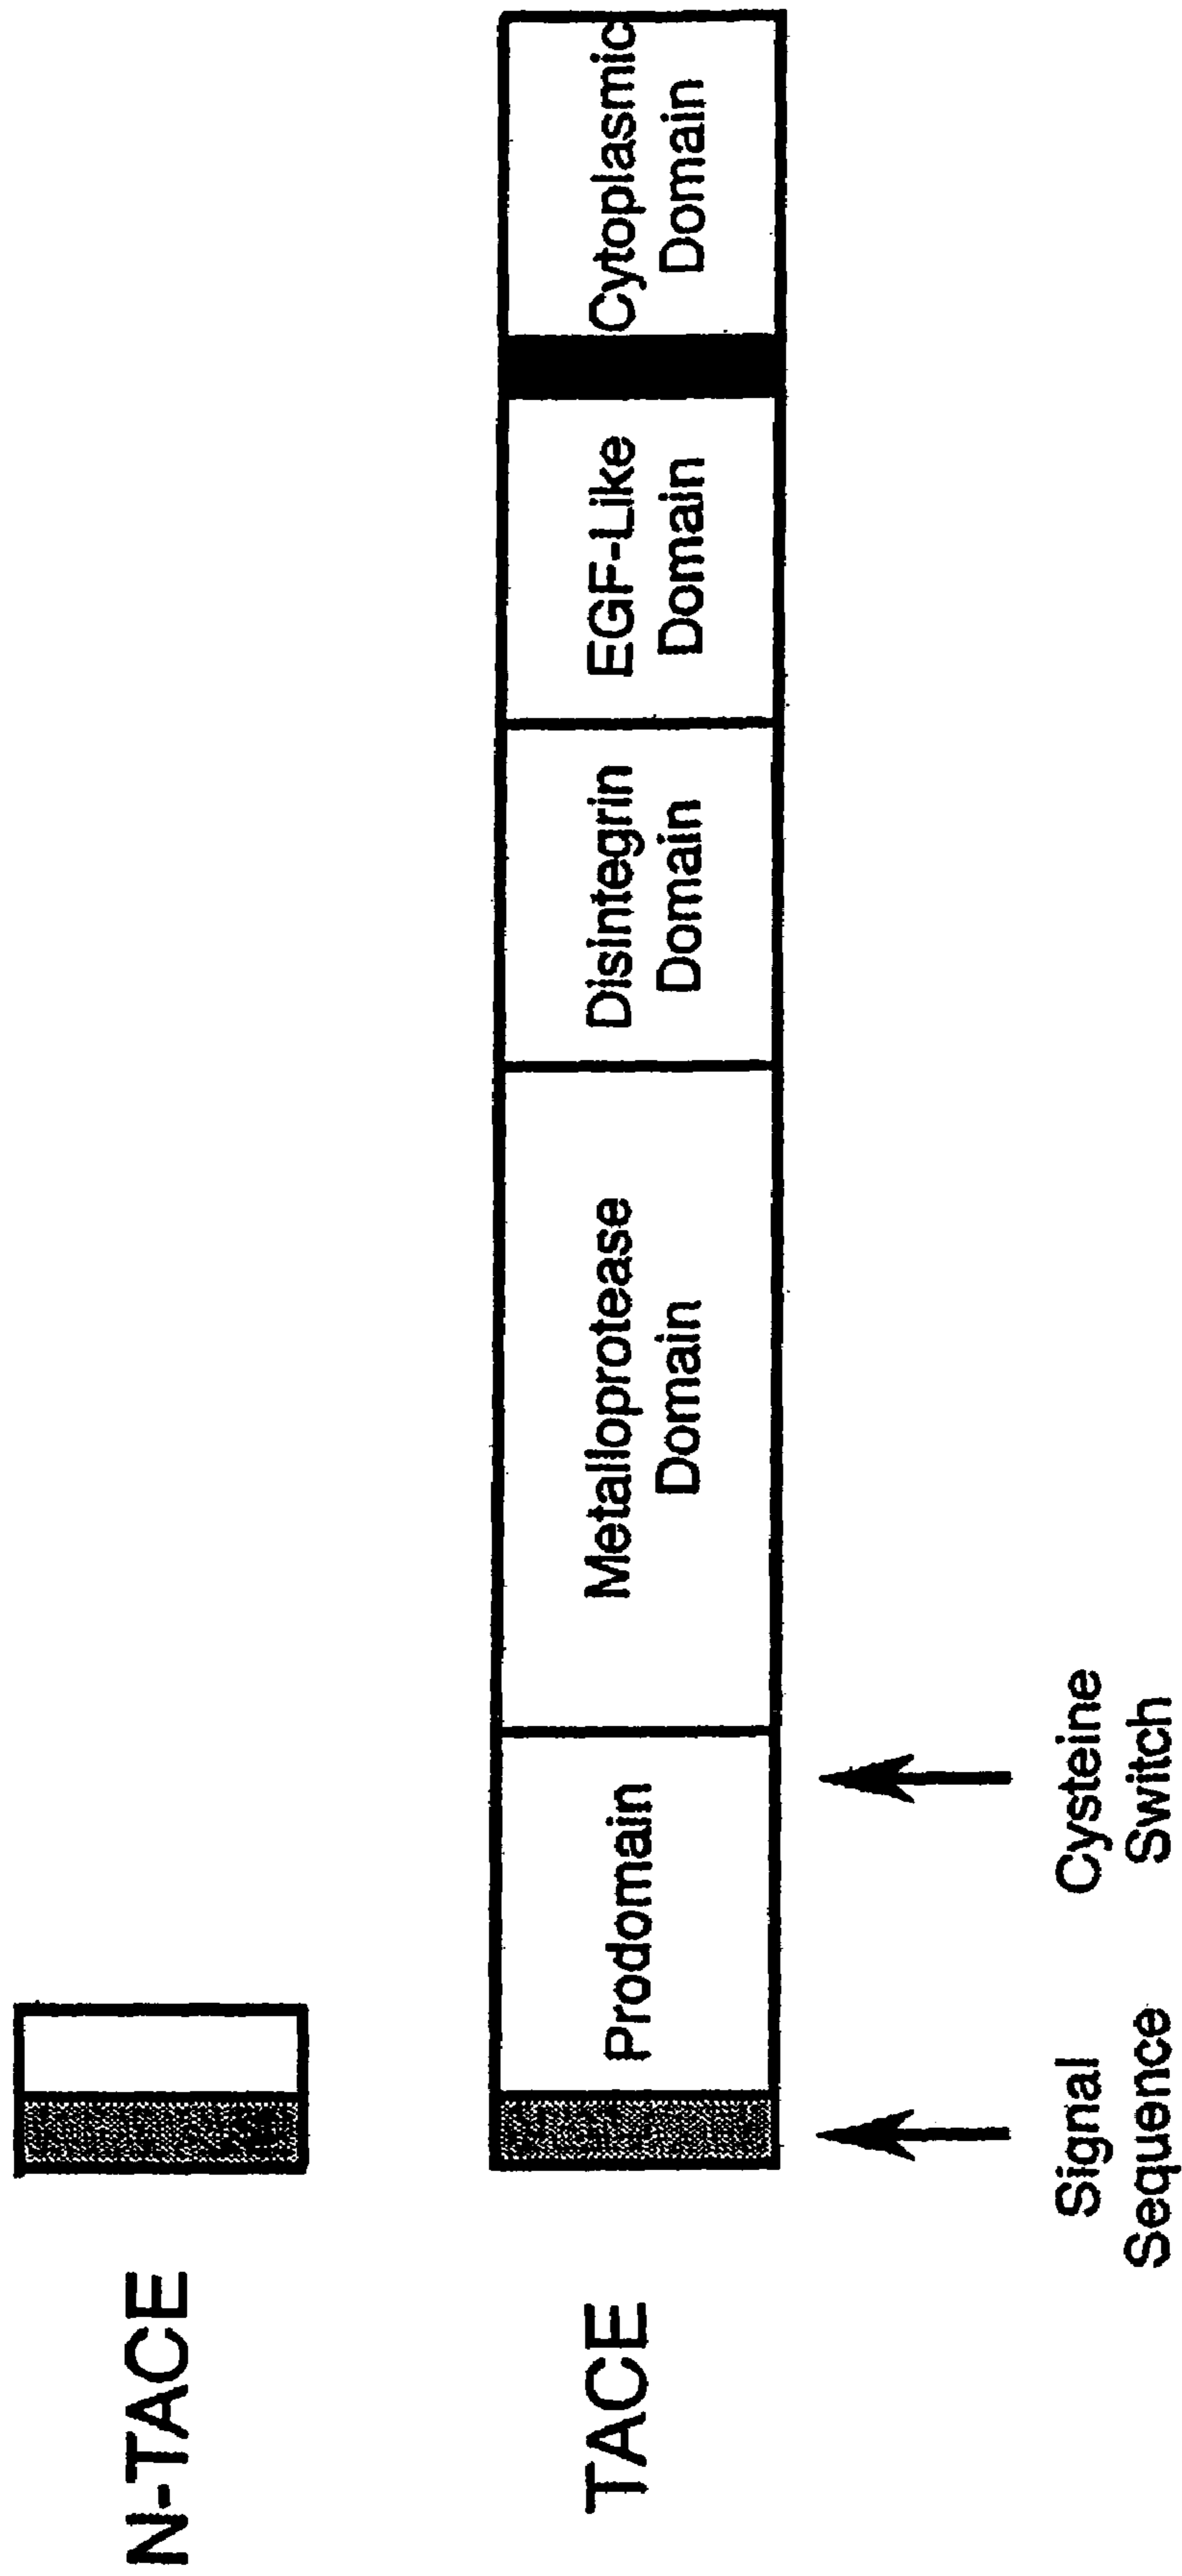 N-TACE
TACE
Prodomain
Metalloprotease
Domain
Disintegrin
Domain
EGF-Like
Domain
Cytoplasmic
Domain
Signal
Sequence
Cysteine
Switch